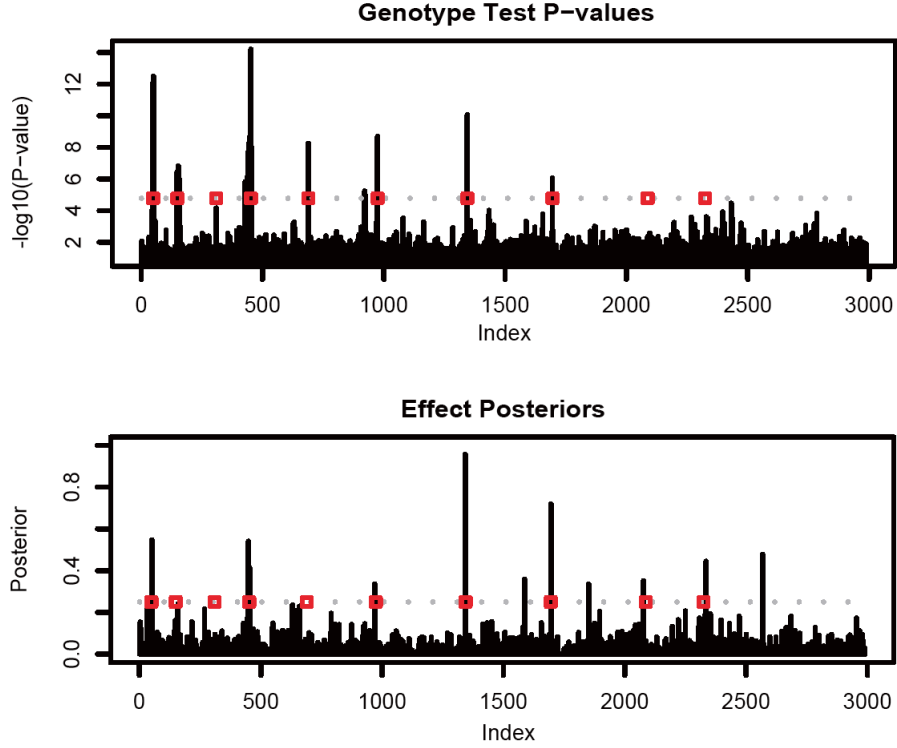 Genotype Test P−values
-log10(P−value)
12
8
6
4
2
0 500 1000 1500 2000 2500 3000
Index
Effect Posteriors
Posterior
0.8
0.4
0.0
0 500 1000 1500 2000 2500 3000
Index